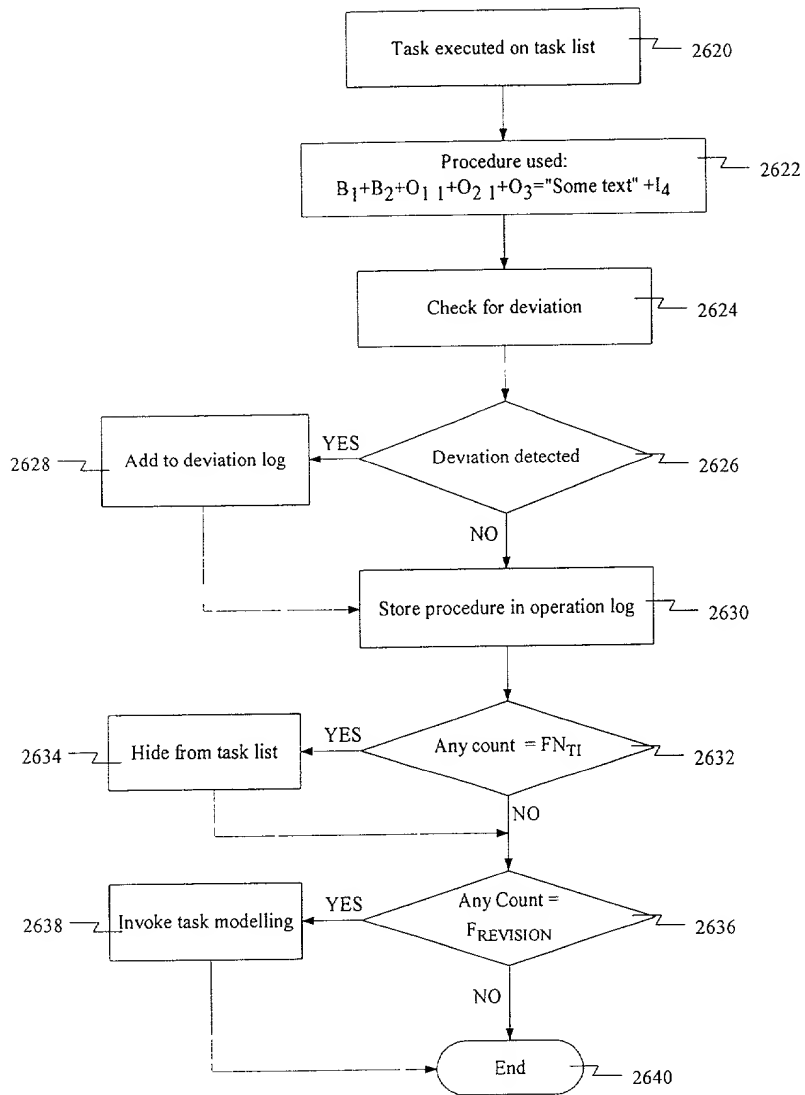 Task executed on task list
2620
Procedure used:
B1+B2+O1 1+O2 1+O3="Some text" +I4
2622
Check for deviation
2624
2628
Add to deviation log
YES
Deviation detected
2626
NO
Store procedure in operation log
2630
2634
Hide from task list
YES
Any count = FNTI
2632
NO
2638
Invoke task modelling
YES
Any Count =
FREVISION
2636
NO
End
2640